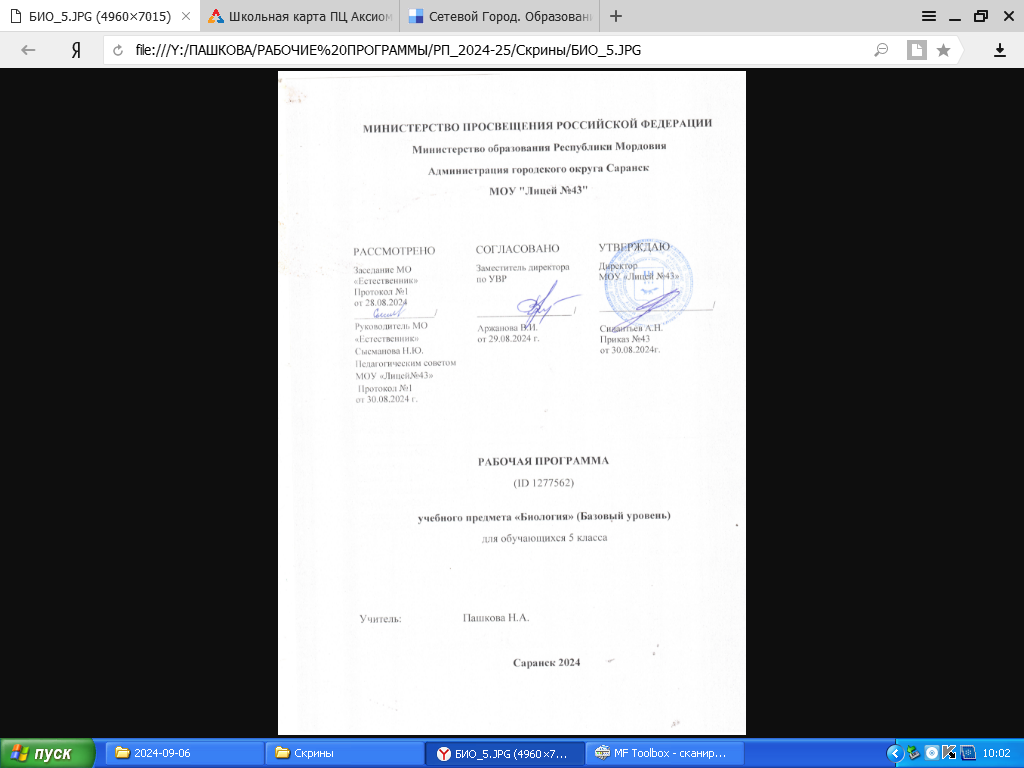 БИО_5.JPG (4960×7015)
Школьная карта ПЦ Аксиом
Сетевой Город. Образован
file:///Y:/ПАШКОВА/РАБОЧИЕ%20ПРОГРАММЫ/РП_2024-25/Скрины/БИО_5.JPG
МИНИСТЕРСТВО ПРОСВЕЩЕНИЯ РОССИЙСКОЙ ФЕДЕРАЦИИ
Министерство образования Республики Мордовия
Администрация городского округа Саранск
МОУ "Лицей №43"
РАССМОТРЕНО
Заседание МО
«Естественник»
Протокол №1
от 28.08.2024
/
Руководитель МО
«Естественник»
Сысманова Н.Ю.
Педагогическим советом
МОУ «Лицей№43»
Протокол №1
от 30.08.2024 г.
СОГЛАСОВАНО
Заместитель директора
по УВР
/
Аржанова В.И.
от 29.08.2024 г.
УТВЕРЖДАЮ
Директор
МОУ «Лицей №43»
/
Силантьев А.Н.
Приказ №43
от 30.08.2024г.
РАБОЧАЯ ПРОГРАММА
(ID 1277562)
учебного предмета «Биология» (Базовый уровень)
для обучающихся 5 класса
Учитель: Пашкова Н.А.
Саранск 2024
пуск
2024-09-06
Скрины
БИО_5.JPG (4960×7...
MF Toolbox - сканир...
10:02